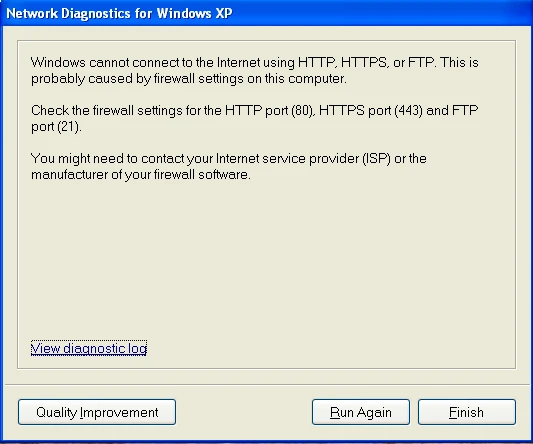 Network Diagnostics for Windows XP
Windows cannot connect to the Internet using HTTP, HTTPS, or FTP. This is
probably caused by firewall settings on this computer.
Check the firewall settings for the HTTP port (80), HTTPS port (443) and FTP
port (21).
You might need to contact your Internet service provider (ISP) or the
manufacturer of your firewall software.
View diagnostic log
Quality Improvement
Run Again
Finish